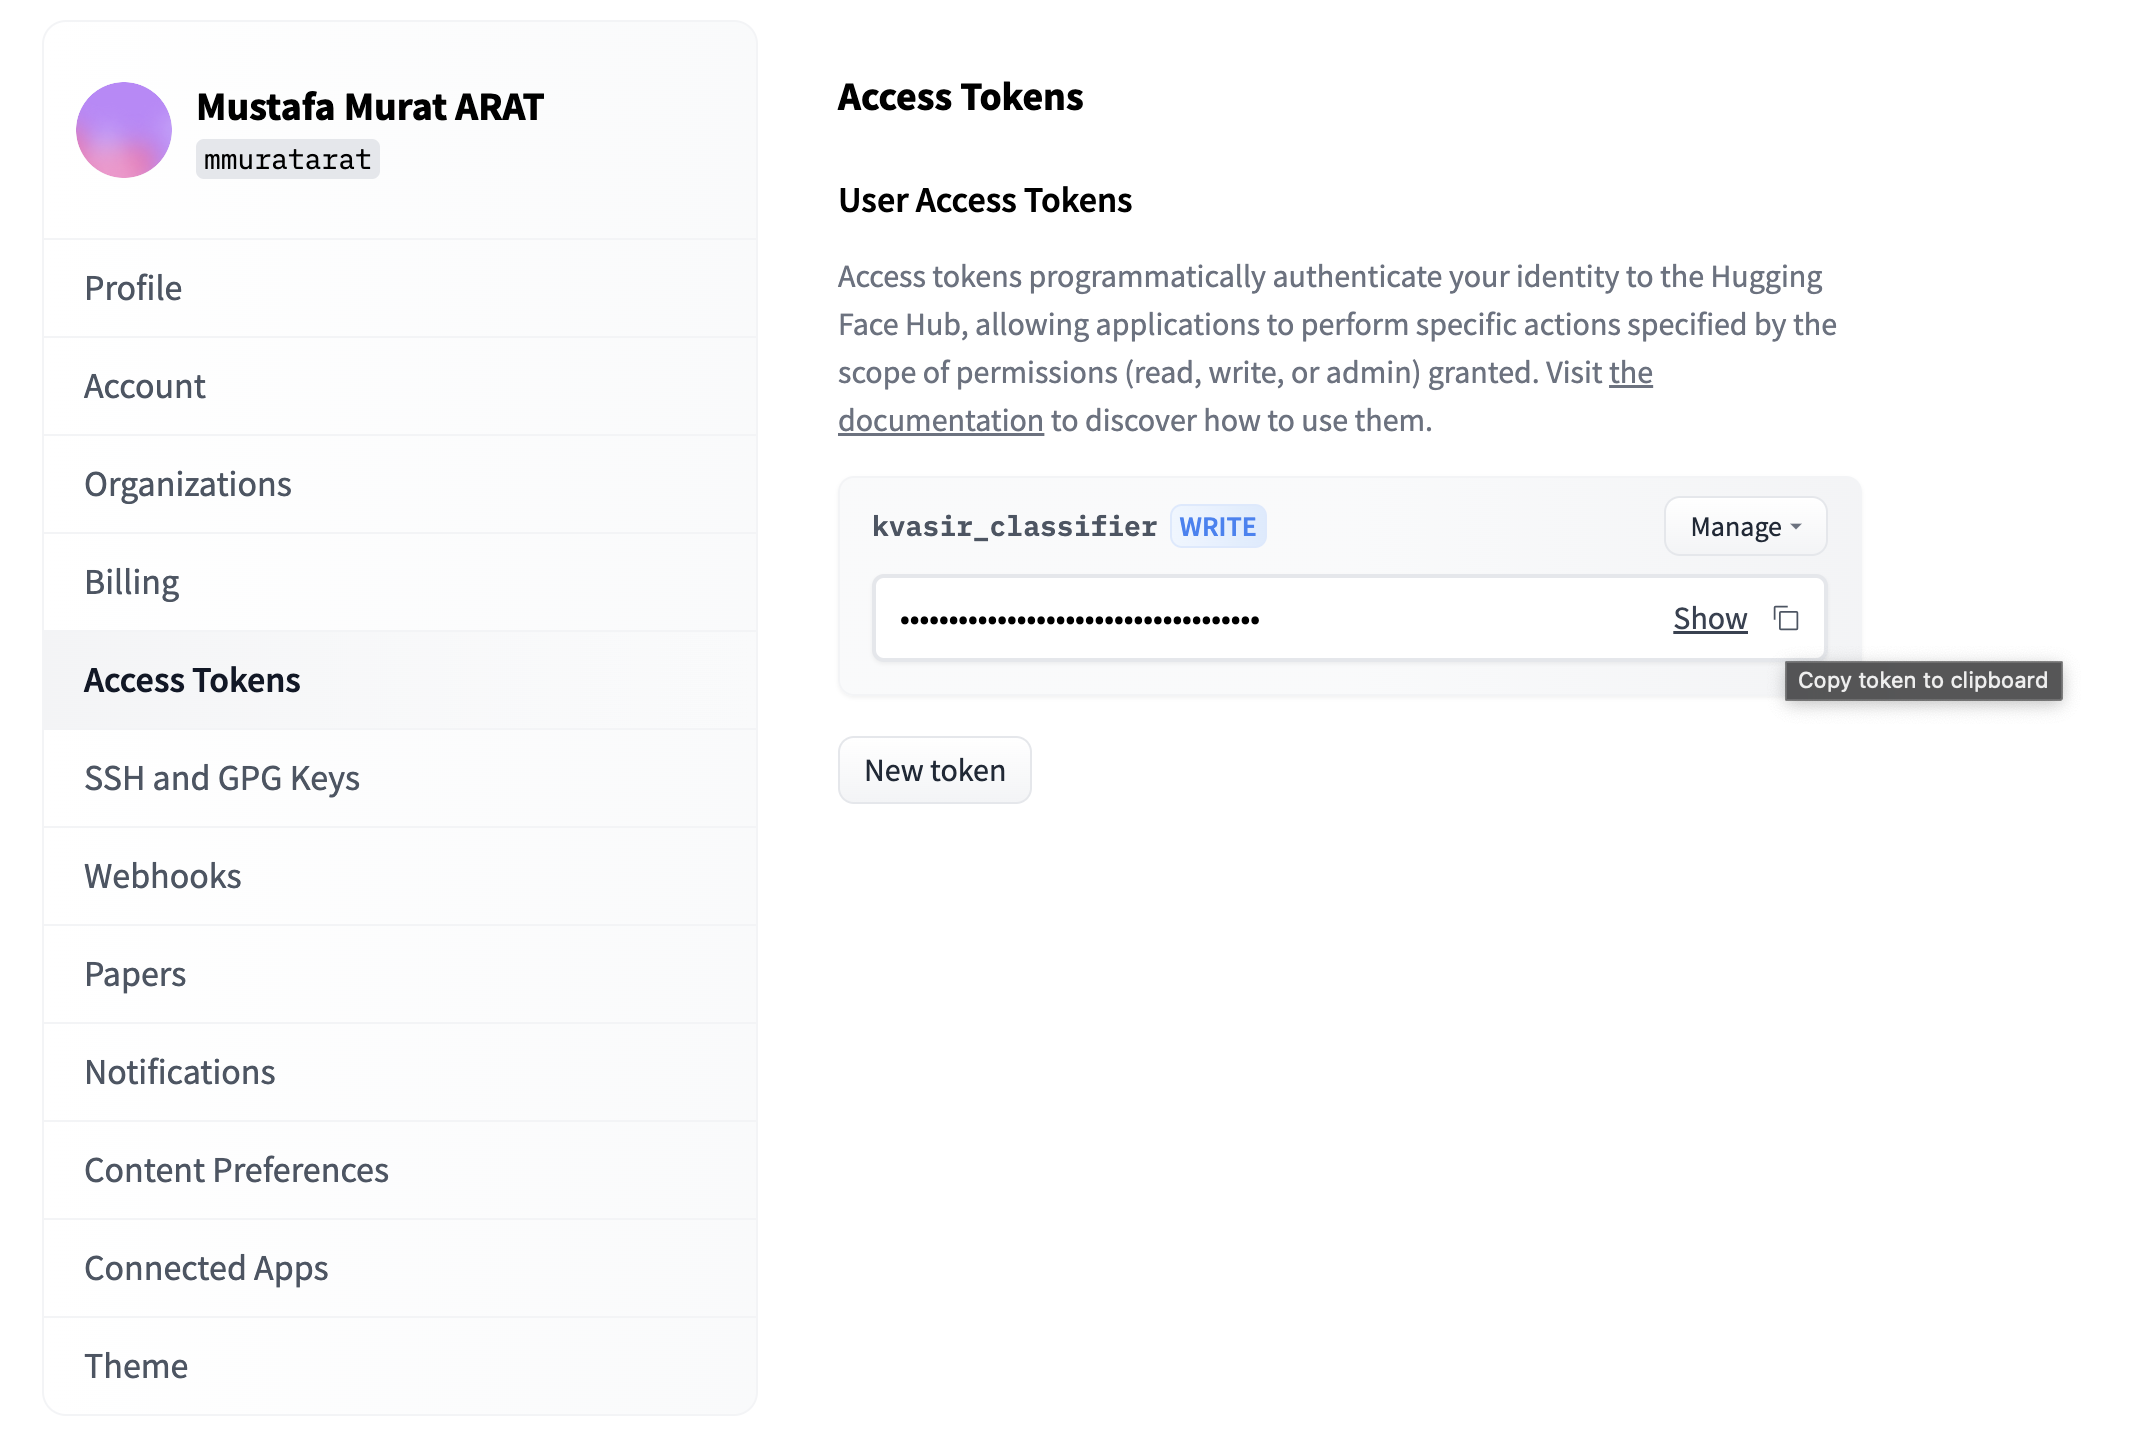 Mustafa Murat ARAT
mmuratarat
Profile
Account
Organizations
Billing
Access Tokens
SSH and GPG Keys
Webhooks
Papers
Notifications
Content Preferences
Connected Apps
Theme
Access Tokens
User Access Tokens
Access tokens programmatically authenticate your identity to the Hugging
Face Hub, allowing applications to perform specific actions specified by the
scope of permissions (read, write, or admin) granted. Visit the
documentation to discover how to use them.
kvasir_classifier WRITE Manage
••••••••••••••••••••••••••••••••••••• Show
Copy token to clipboard
New token